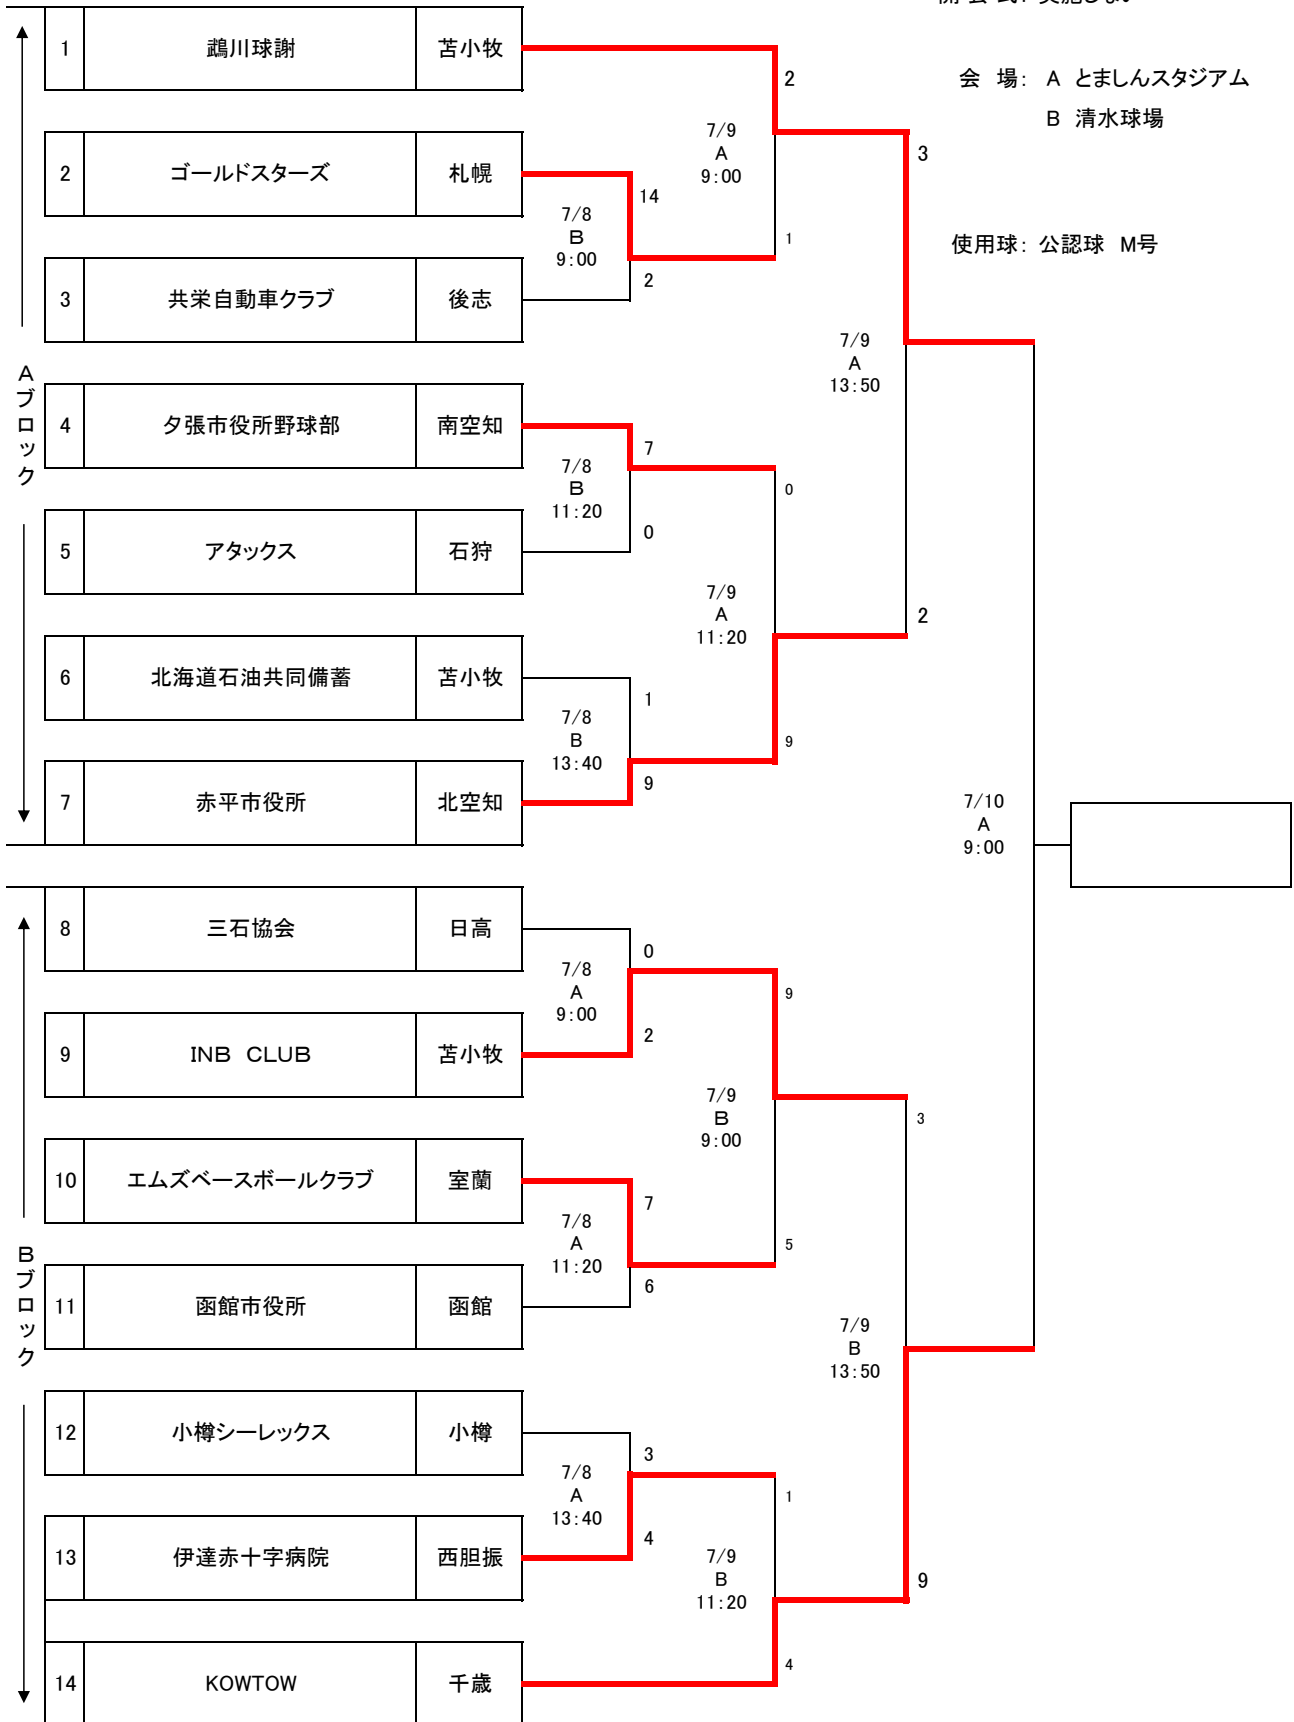 会 場: A とましんスタジアム
B 清水球場
使用球: 公認球 M号
Aブロック
1 鵡川球謝 苫小牧
2 ゴールドスターズ 札幌
3 共栄自動車クラブ 後志
4 夕張市役所野球部 南空知
5 アタックス 石狩
6 北海道石油共同備蓄 苫小牧
7 赤平市役所 北空知
Bブロック
8 三石協会 日高
9 INB CLUB 苫小牧
10 エムズベースボールクラブ 室蘭
11 函館市役所 函館
12 小樽シーレックス 小樽
13 伊達赤十字病院 西胆振
14 KOWTOW 千歳
7/8
B
9:00
14
2
7/8
B
11:20
7
0
7/8
B
13:40
1
9
7/8
A
9:00
0
2
7/8
A
11:20
7
6
7/8
A
13:40
3
4
7/9
A
9:00
2
1
7/9
A
11:20
0
9
7/9
B
9:00
9
5
7/9
B
11:20
1
4
7/9
A
13:50
3
2
7/9
B
13:50
3
9
7/10
A
9:00